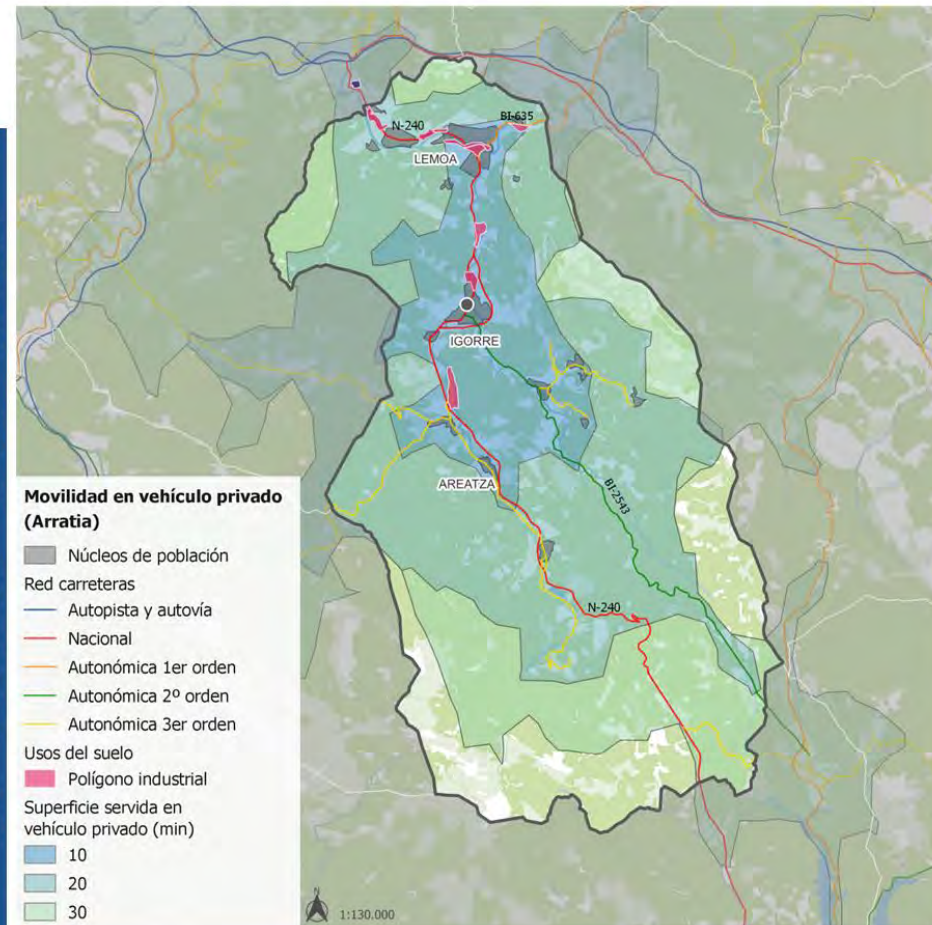 N-240
BI-635
LEMOA
IGORRE
AREATZA
BI-2543
N-240
Movilidad en vehículo privado
(Arratia)
Núcleos de población
Red carreteras
Autopista y autovía
Nacional
Autonómica 1er orden
Autonómica 2º orden
Autonómica 3er orden
Usos del suelo
Polígono industrial
Superficie servida en
vehículo privado (min)
10
20
30
N
1:130.000